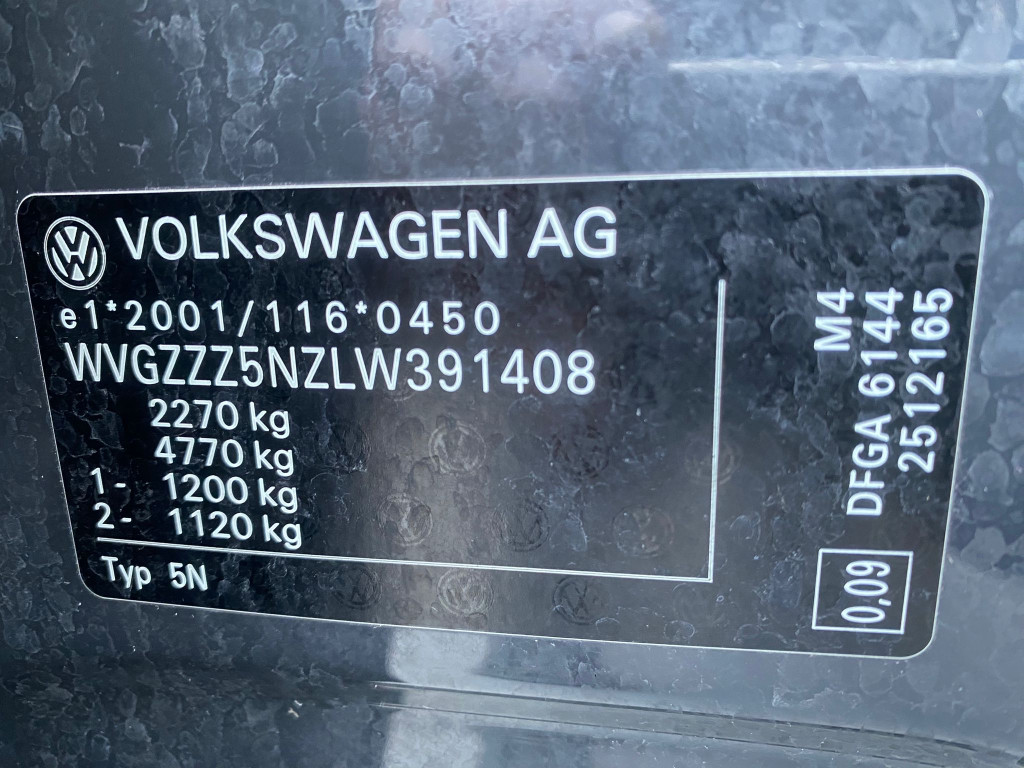 VOLKSWAGEN AG
e1*2001/116*0450
WVGZZZ5NZLW391408
2270 kg
4770 kg
1- 1200 kg
2- 1120 kg
Typ 5N
M4
DFGA 6144
2512165
0,09